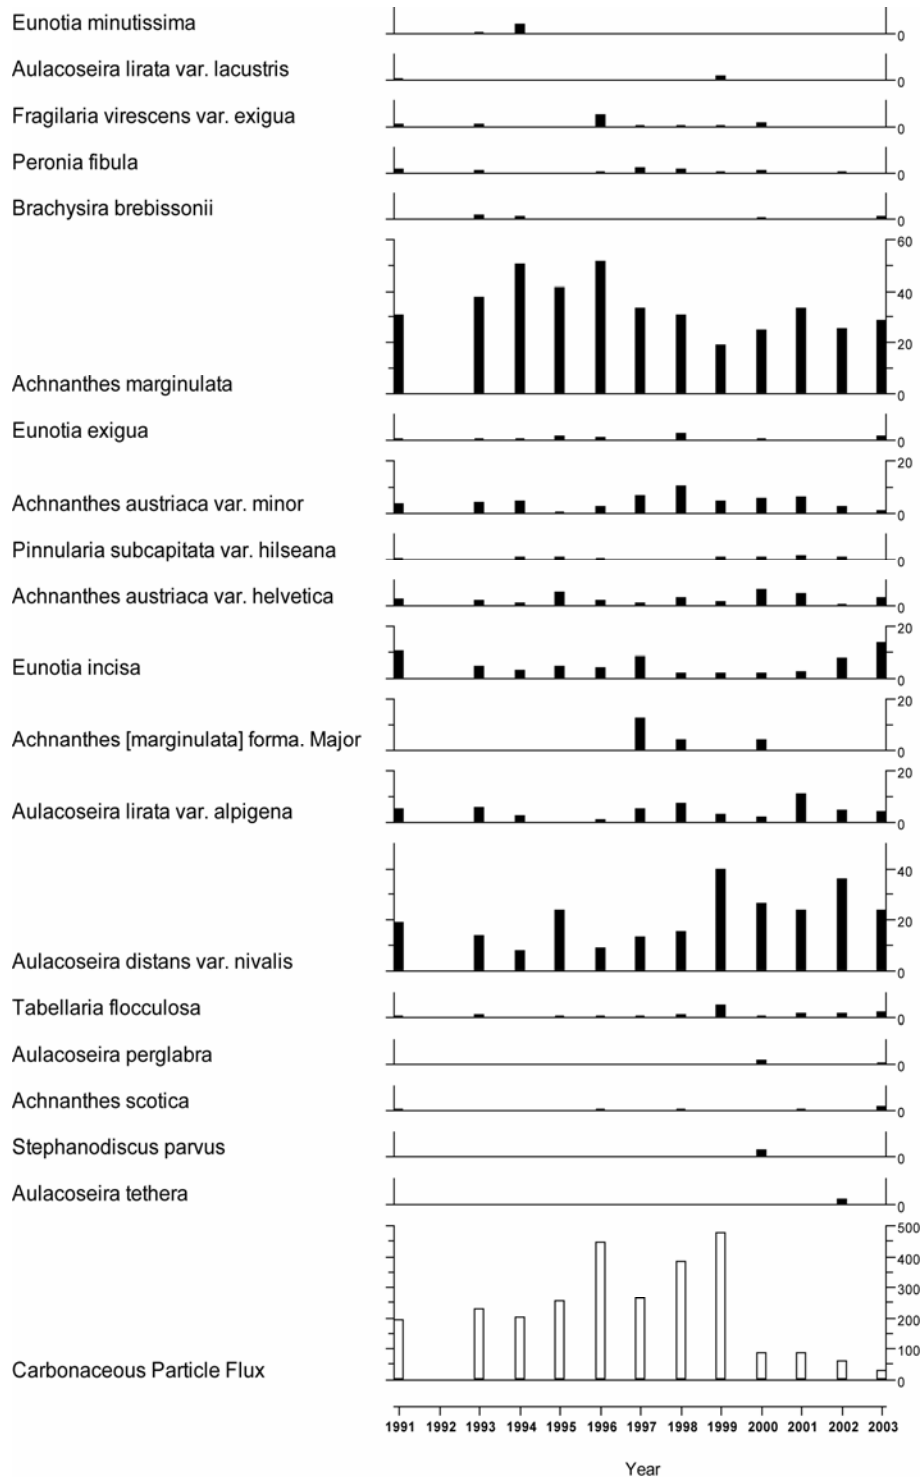 Eunotia minutissima
0
Aulacoseira lirata var. lacustris
0
Fragilaria virescens var. exigua
0
Peronia fibula
0
Brachysira brebissonii
0
60
40
20
Achnanthes marginulata
0
Eunotia exigua
0
20
Achnanthes austriaca var. minor
0
Pinnularia subcapitata var. hilseana
0
Achnanthes austriaca var. helvetica
0
20
Eunotia incisa
0
20
Achnanthes [marginulata] forma. Major
0
20
Aulacoseira lirata var. alpigena
0
40
20
Aulacoseira distans var. nivalis
0
Tabellaria flocculosa
0
Aulacoseira perglabra
0
Achnanthes scotica
0
Stephanodiscus parvus
0
Aulacoseira tethera
0
500
400
300
200
100
Carbonaceous Particle Flux
0
1991 1992 1993 1994 1995 1996 1997 1998 1999 2000 2001 2002 2003
Year